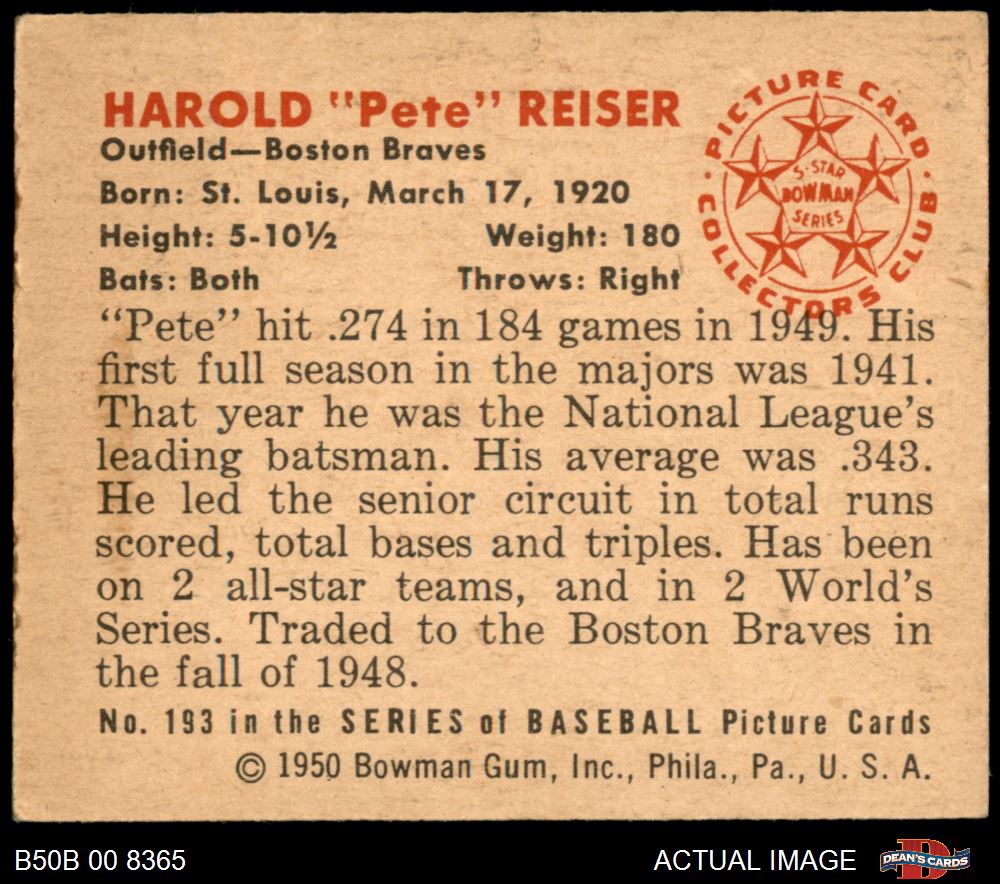 HAROLD "Pete" REISER
Outfield—Boston Braves
Born: St. Louis, March 17, 1920
Height: 5-10½ Weight: 180
Bats: Both Throws: Right
PICTURE CARD COLLECTORS CLUB
5-STAR
BOWMAN
SERIES
"Pete" hit .274 in 184 games in 1949. His
first full season in the majors was 1941.
That year he was the National League's
leading batsman. His average was .343.
He led the senior circuit in total runs
scored, total bases and triples. Has been
on 2 all-star teams, and in 2 World's
Series. Traded to the Boston Braves in
the fall of 1948.
No. 193 in the SERIES of BASEBALL Picture Cards
© 1950 Bowman Gum, Inc., Phila., Pa., U. S. A.
B50B 00 8365 ACTUAL IMAGE
D
DEAN'S CARDS